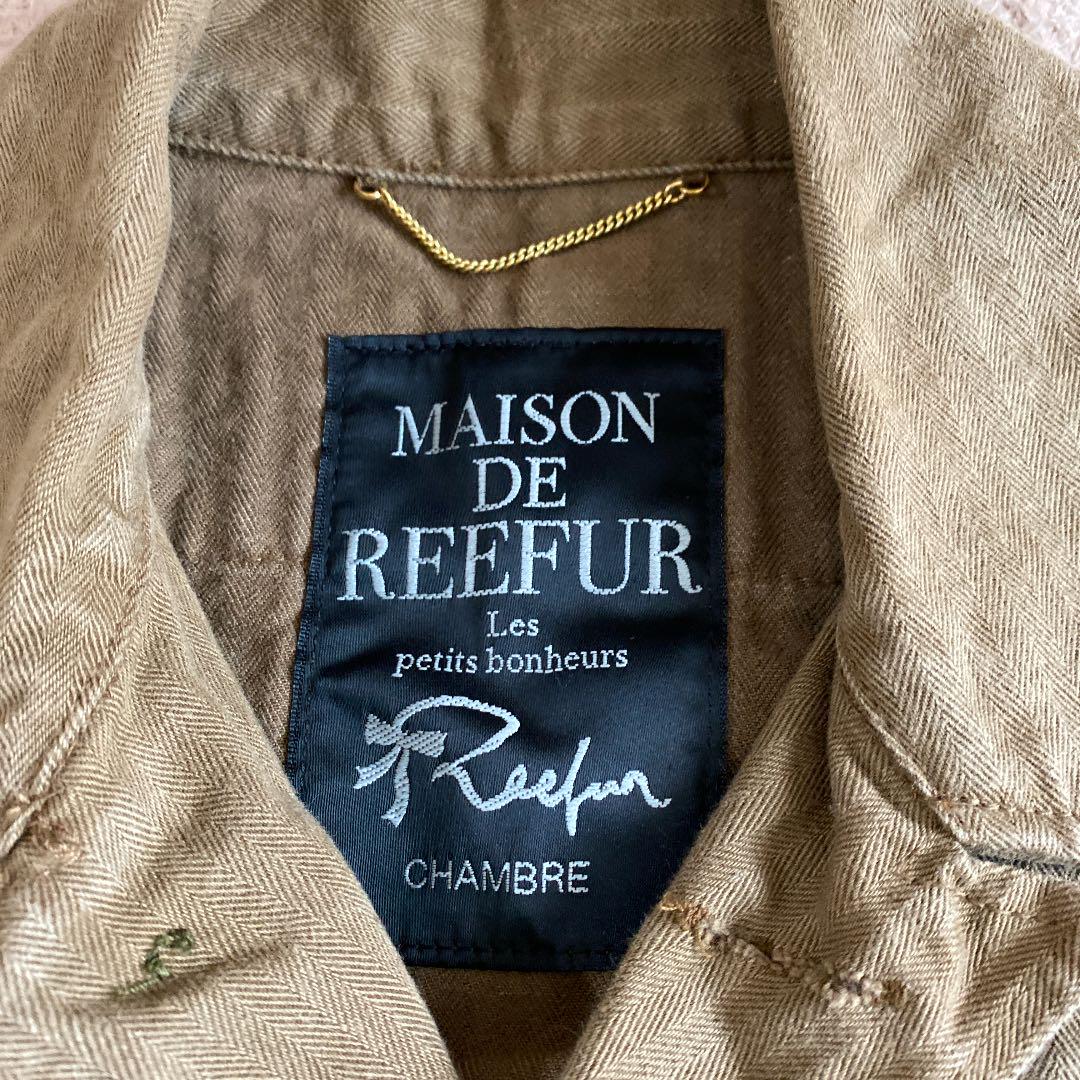 MAISON
DE
REEFUR
Les
petits bonheurs
Reefur
CHAMBRE